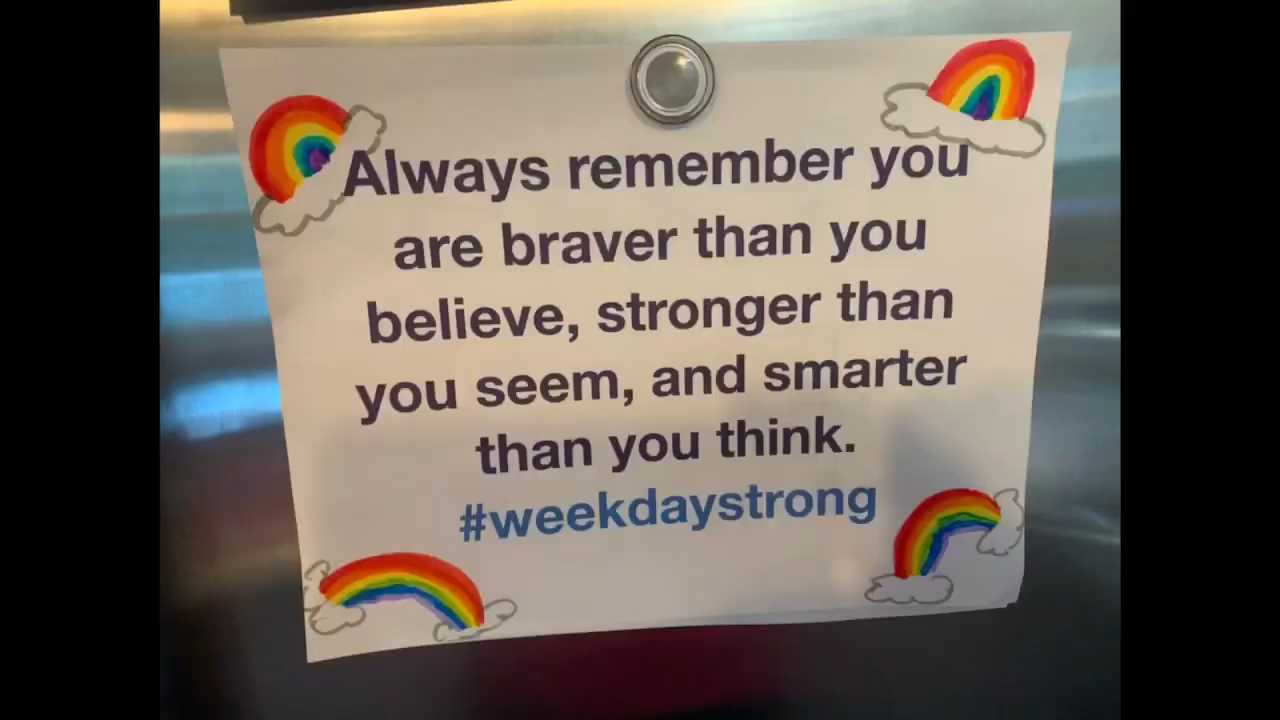 Always remember you
are braver than you
believe, stronger than
you seem, and smarter
than you think.
#weekdaystrong